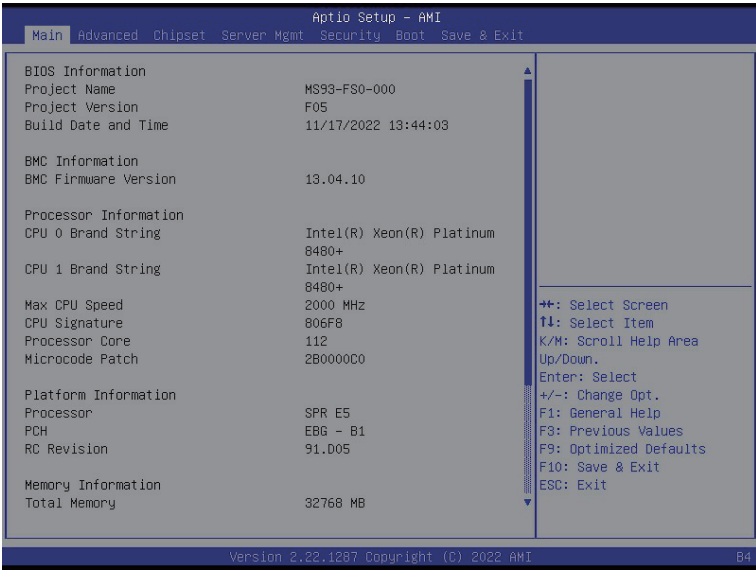 Aptio Setup - AMI
Main Advanced Chipset Server Mgmt Security Boot Save & Exit
BIOS Information
Project Name MS93-FS0-000
Project Version F05
Build Date and Time 11/17/2022 13:44:03
BMC Information
BMC Firmware Version 13.04.10
Processor Information
CPU 0 Brand String Intel(R) Xeon(R) Platinum
8480+
CPU 1 Brand String Intel(R) Xeon(R) Platinum
8480+
Max CPU Speed 2000 MHz
CPU Signature 806F8
Processor Core 112
Microcode Patch 2B0000C0
Platform Information
Processor SPR E5
PCH EBG - B1
RC Revision 91.D05
Memory Information
Total Memory 32768 MB
→←: Select Screen
↑↓: Select Item
K/M: Scroll Help Area
Up/Down.
Enter: Select
+/-: Change Opt.
F1: General Help
F3: Previous Values
F9: Optimized Defaults
F10: Save & Exit
ESC: Exit
Version 2.22.1287 Copyright (C) 2022 AMI
B4